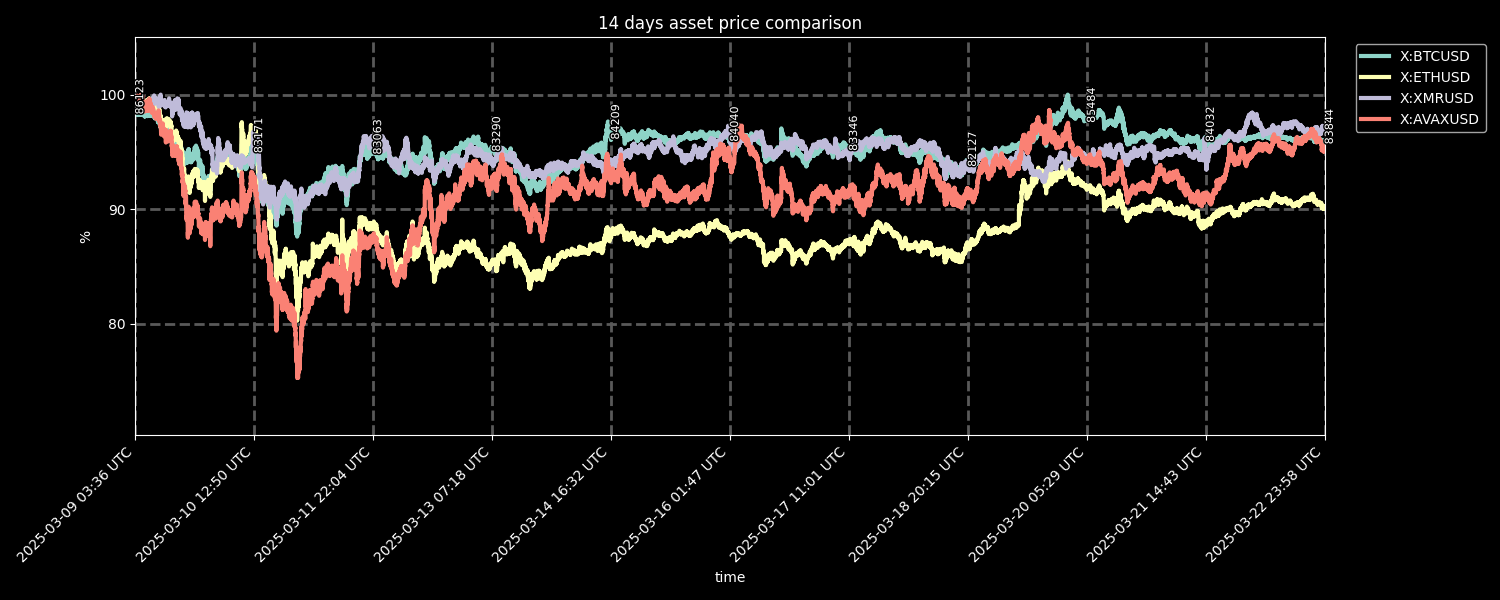 14 days asset price comparison
X:BTCUSD
X:ETHUSD
X:XMRUSD
X:AVAXUSD
100
90
80
%
86123
83171
83063
83290
84209
84040
83346
82127
85484
84032
83844
2025-03-09 03:36 UTC
2025-03-10 12:50 UTC
2025-03-11 22:04 UTC
2025-03-13 07:18 UTC
2025-03-14 16:32 UTC
2025-03-16 01:47 UTC
2025-03-17 11:01 UTC
2025-03-18 20:15 UTC
2025-03-20 05:29 UTC
2025-03-21 14:43 UTC
2025-03-22 23:58 UTC
time